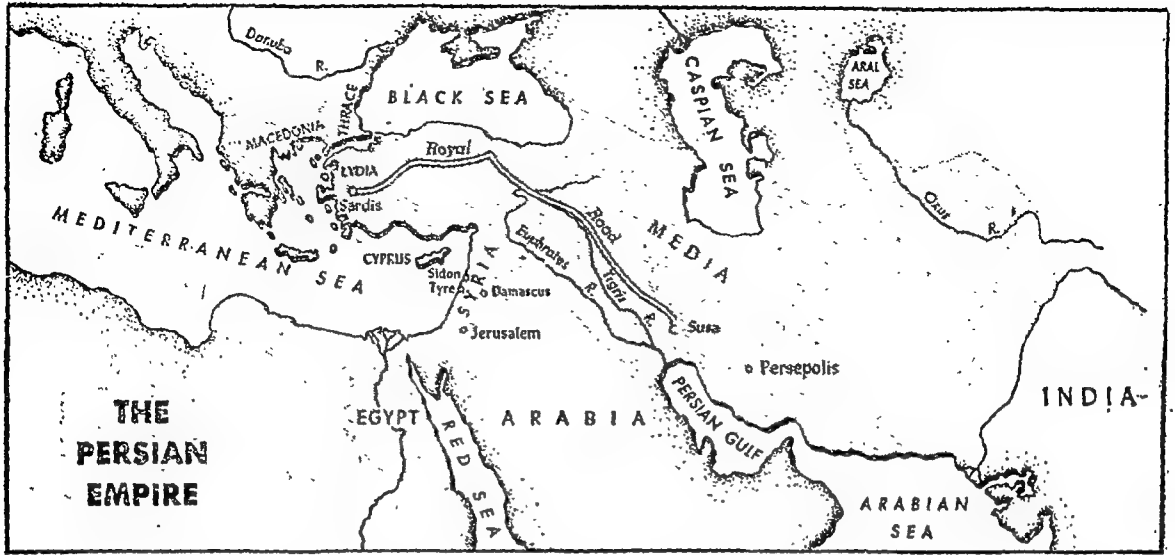 Danube
R.
BLACK SEA
THRACE
MACEDONIA
CASPIAN SEA
ARAL
SEA
Royal
LYDIA
Sardis
Road
Oxus
R.
MEDITERRANEAN SEA
MEDIA
Euphrates
R.
Tigris
R.
CYPRUS
SYRIA
Sidon
Tyre
Damascus
Jerusalem
Susa
Persepolis
THE
PERSIAN
EMPIRE
EGYPT
RED SEA
ARABIA
PERSIAN GULF
INDIA
ARABIAN
SEA